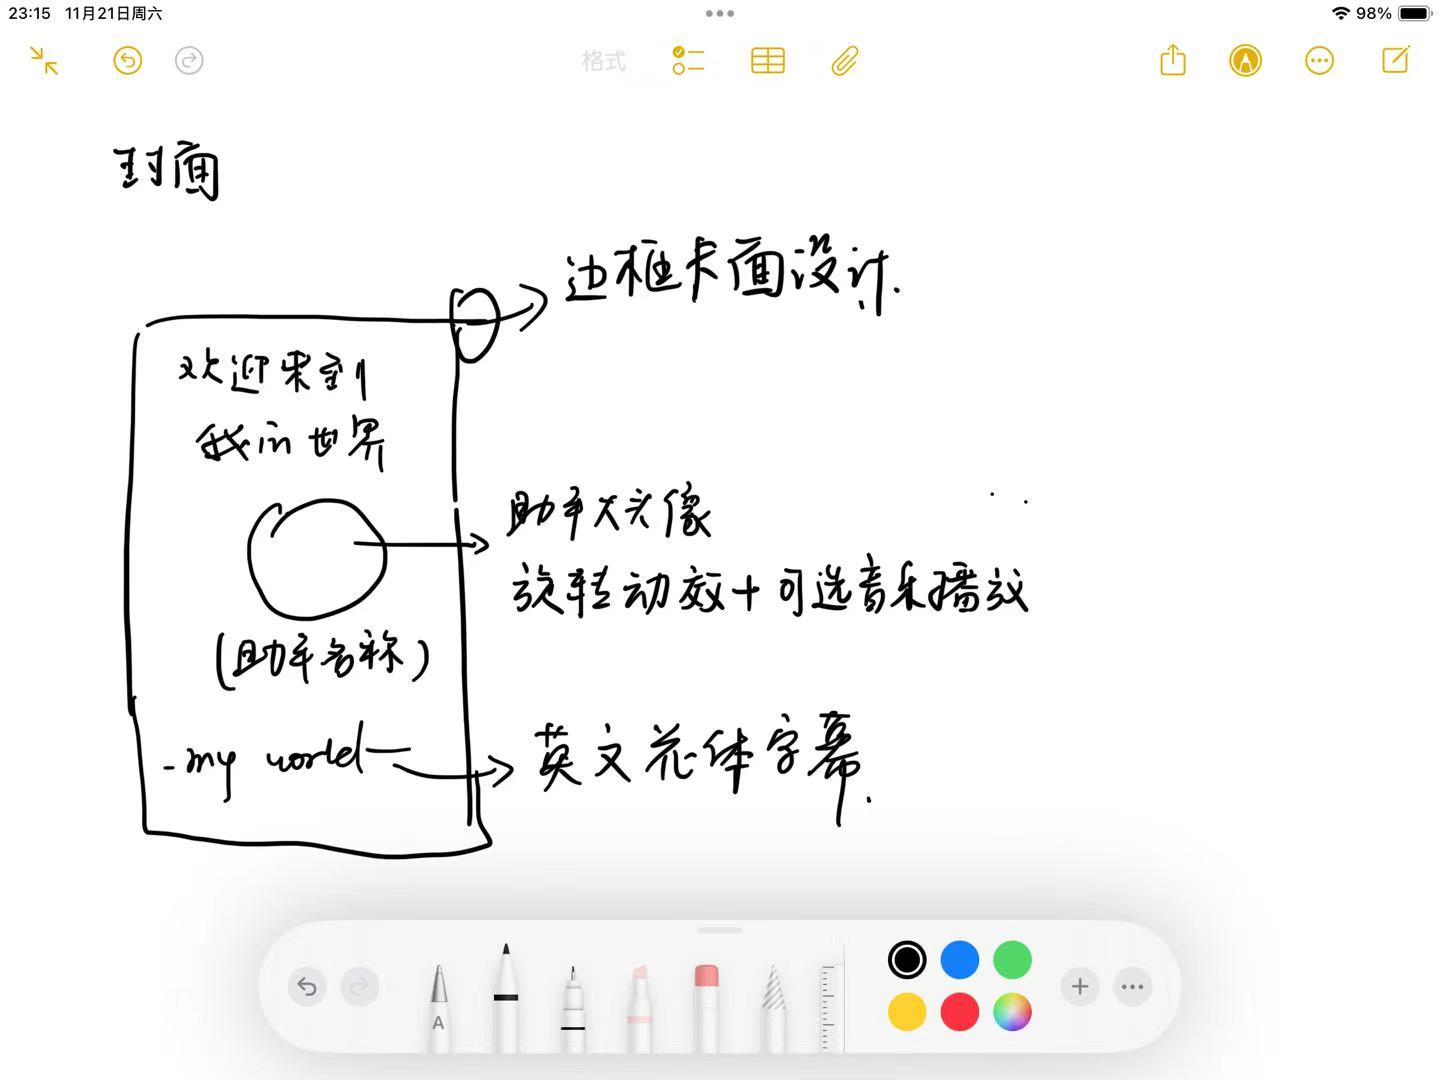 23:15 11月21日周六
98%
格式
封面
边框卡面设计.
欢迎来到
我的世界
助手大头像
旋转动效+可选音乐播放
(助手名称)
-my world-
英文花体字幕.
A